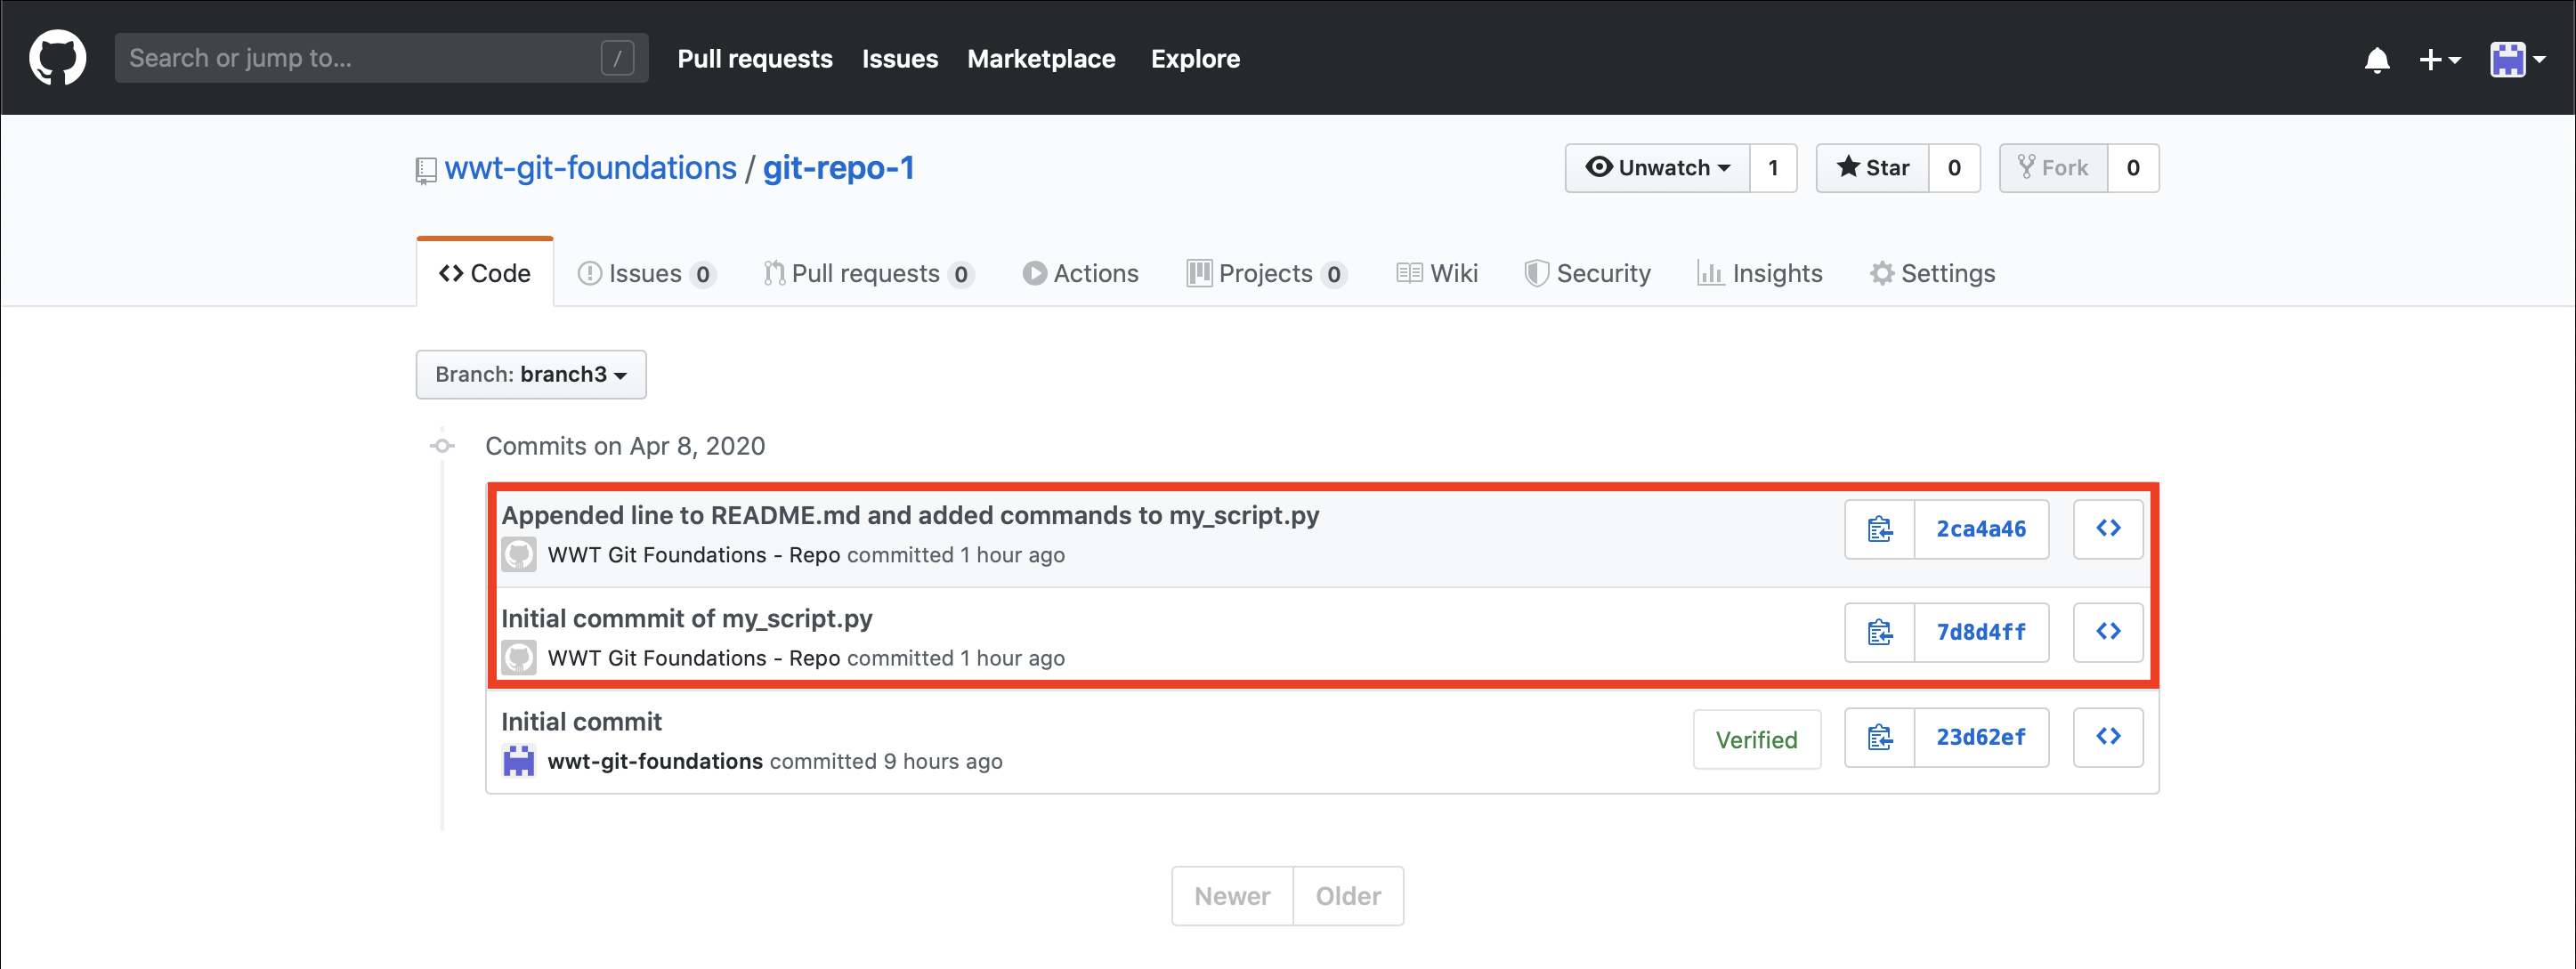 Search or jump to... / Pull requests Issues Marketplace Explore
wwt-git-foundations / git-repo-1 Unwatch 1 Star 0 Fork 0
Code Issues 0 Pull requests 0 Actions Projects 0 Wiki Security Insights Settings
Branch: branch3
Commits on Apr 8, 2020
Appended line to README.md and added commands to my_script.py
WWT Git Foundations - Repo committed 1 hour ago
2ca4a46
Initial commmit of my_script.py
WWT Git Foundations - Repo committed 1 hour ago
7d8d4ff
Initial commit
wwt-git-foundations committed 9 hours ago
Verified 23d62ef
Newer Older